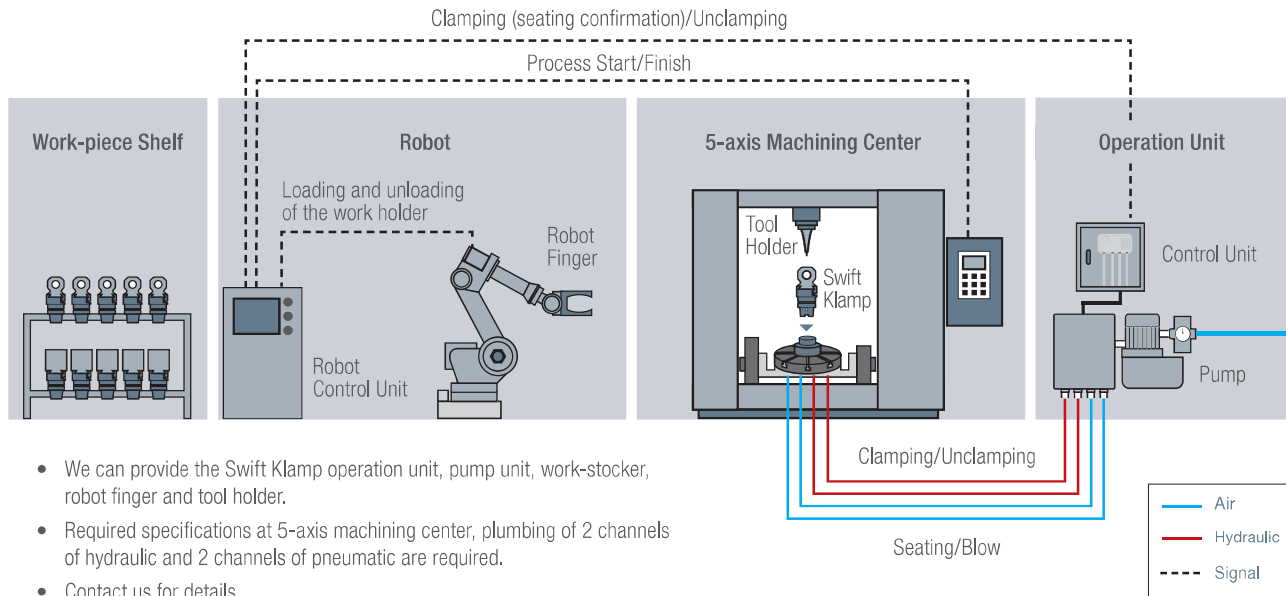 Clamping (seating confirmation)/Unclamping
Process Start/Finish
Work-piece Shelf
Robot
5-axis Machining Center
Operation Unit
Loading and unloading
of the work holder
Robot
Finger
Tool
Holder
Swift
Klamp
Control Unit
Robot
Control Unit
Pump
Clamping/Unclamping
Seating/Blow
• We can provide the Swift Klamp operation unit, pump unit, work-stocker,
robot finger and tool holder.
• Required specifications at 5-axis machining center, plumbing of 2 channels
of hydraulic and 2 channels of pneumatic are required.
• Contact us for details
Air
Hydraulic
Signal